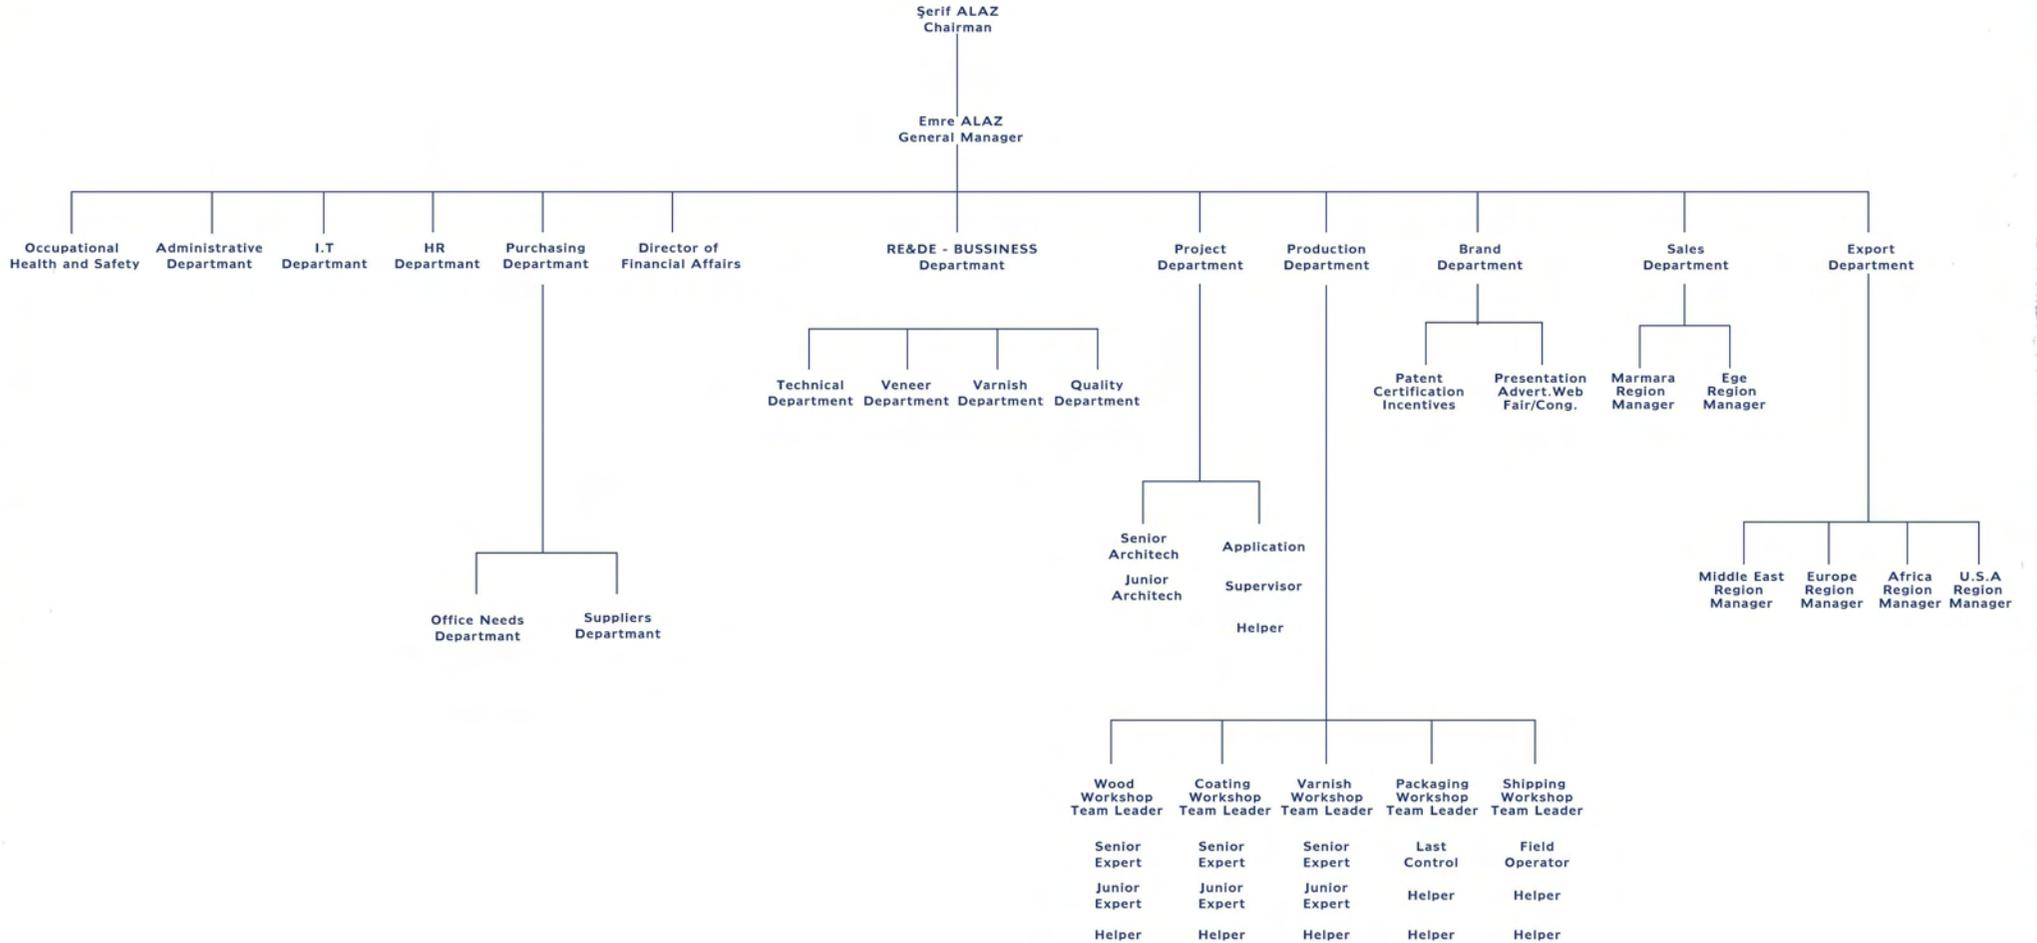 Şerif ALAZ
Chairman
Emre ALAZ
General Manager
Occupational
Health and Safety
Administrative
Departmant
I.T
Departmant
HR
Departmant
Purchasing
Departmant
Director of
Financial Affairs
RE&DE - BUSSINESS
Departmant
Project
Department
Production
Department
Brand
Department
Sales
Department
Export
Department
Technical
Department
Veneer
Department
Varnish
Department
Quality
Department
Patent
Certification
Incentives
Presentation
Advert.Web
Fair/Cong.
Marmara
Region
Manager
Ege
Region
Manager
Senior
Architech
Junior
Architech
Application
Supervisor
Helper
Middle East
Region
Manager
Europe
Region
Manager
Africa
Region
Manager
U.S.A
Region
Manager
Office Needs
Departmant
Suppliers
Departmant
Wood
Workshop
Team Leader
Senior
Expert
Junior
Expert
Helper
Coating
Workshop
Team Leader
Senior
Expert
Junior
Expert
Helper
Varnish
Workshop
Team Leader
Senior
Expert
Junior
Expert
Helper
Packaging
Workshop
Team Leader
Last
Control
Helper
Helper
Shipping
Workshop
Team Leader
Field
Operator
Helper
Helper